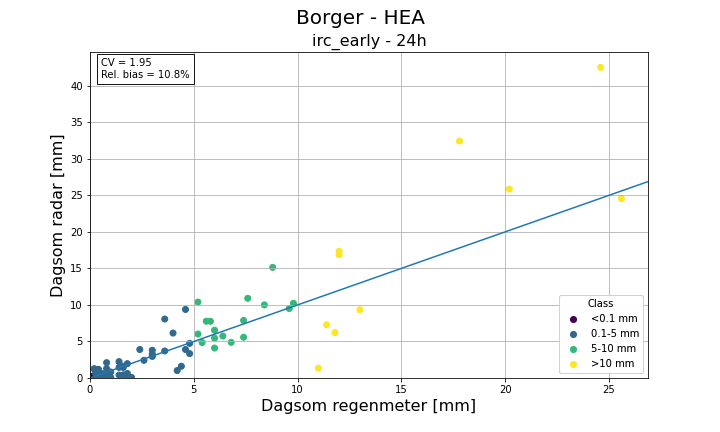 Borger - HEA
irc_early - 24h
CV = 1.95
Rel. bias = 10.8%
Dagsom radar [mm]
40
35
30
25
20
15
10
5
0
0 5 10 15 20 25
Dagsom regenmeter [mm]
Class
<0.1 mm
0.1-5 mm
5-10 mm
>10 mm